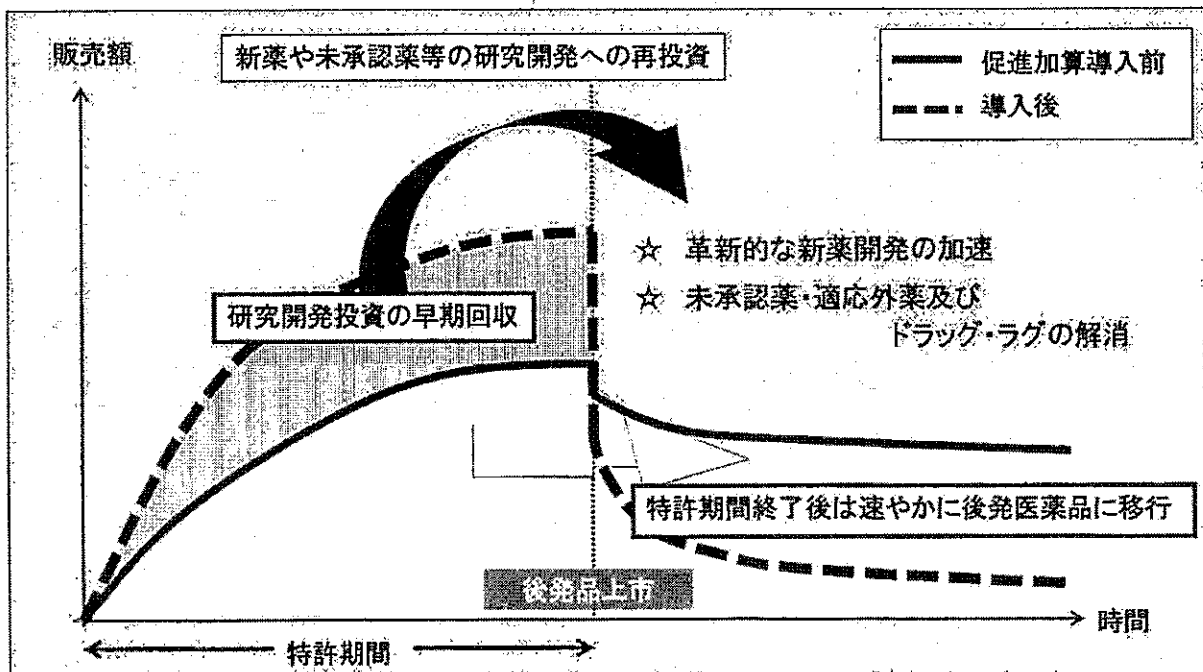 販売額
新薬や未承認薬等の研究開発への再投資
促進加算導入前
導入後
☆ 革新的な新薬開発の加速
☆ 未承認薬・適応外薬及び
ドラッグ・ラグの解消
研究開発投資の早期回収
特許期間終了後は速やかに後発医薬品に移行
後発品上市
時間
特許期間